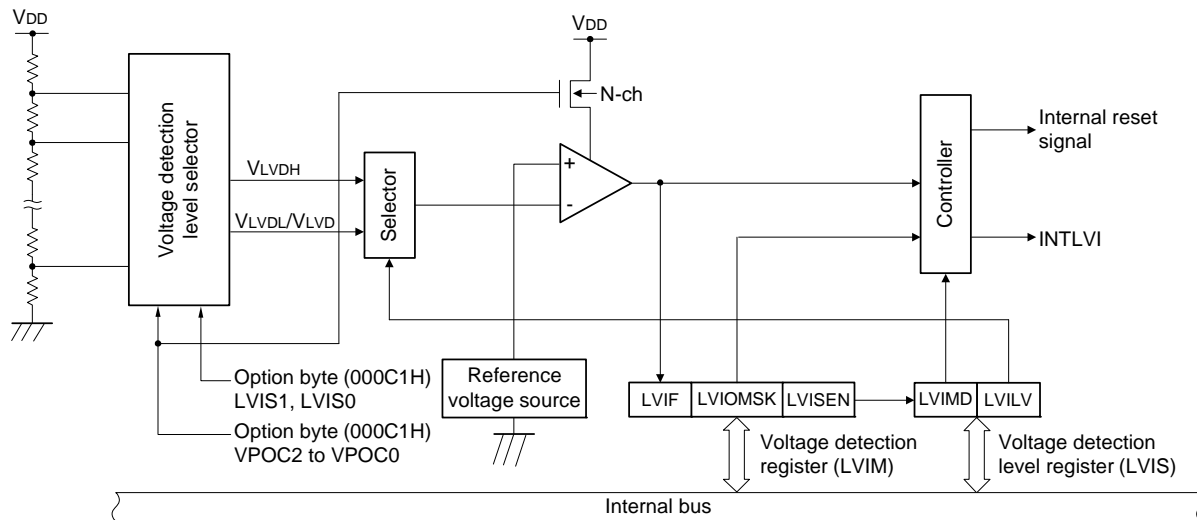 VDD
VDD
N-ch
Voltage detection
level selector
VLVDH
VLVDL/VLVD
Selector
+
-
Controller
Internal reset
signal
INTLVI
Option byte (000C1H)
LVIS1, LVIS0
Option byte (000C1H)
VPOC2 to VPOC0
Reference
voltage source
LVIF
LVIOMSK
LVISEN
LVIMD
LVILV
Voltage detection
register (LVIM)
Voltage detection
level register (LVIS)
Internal bus